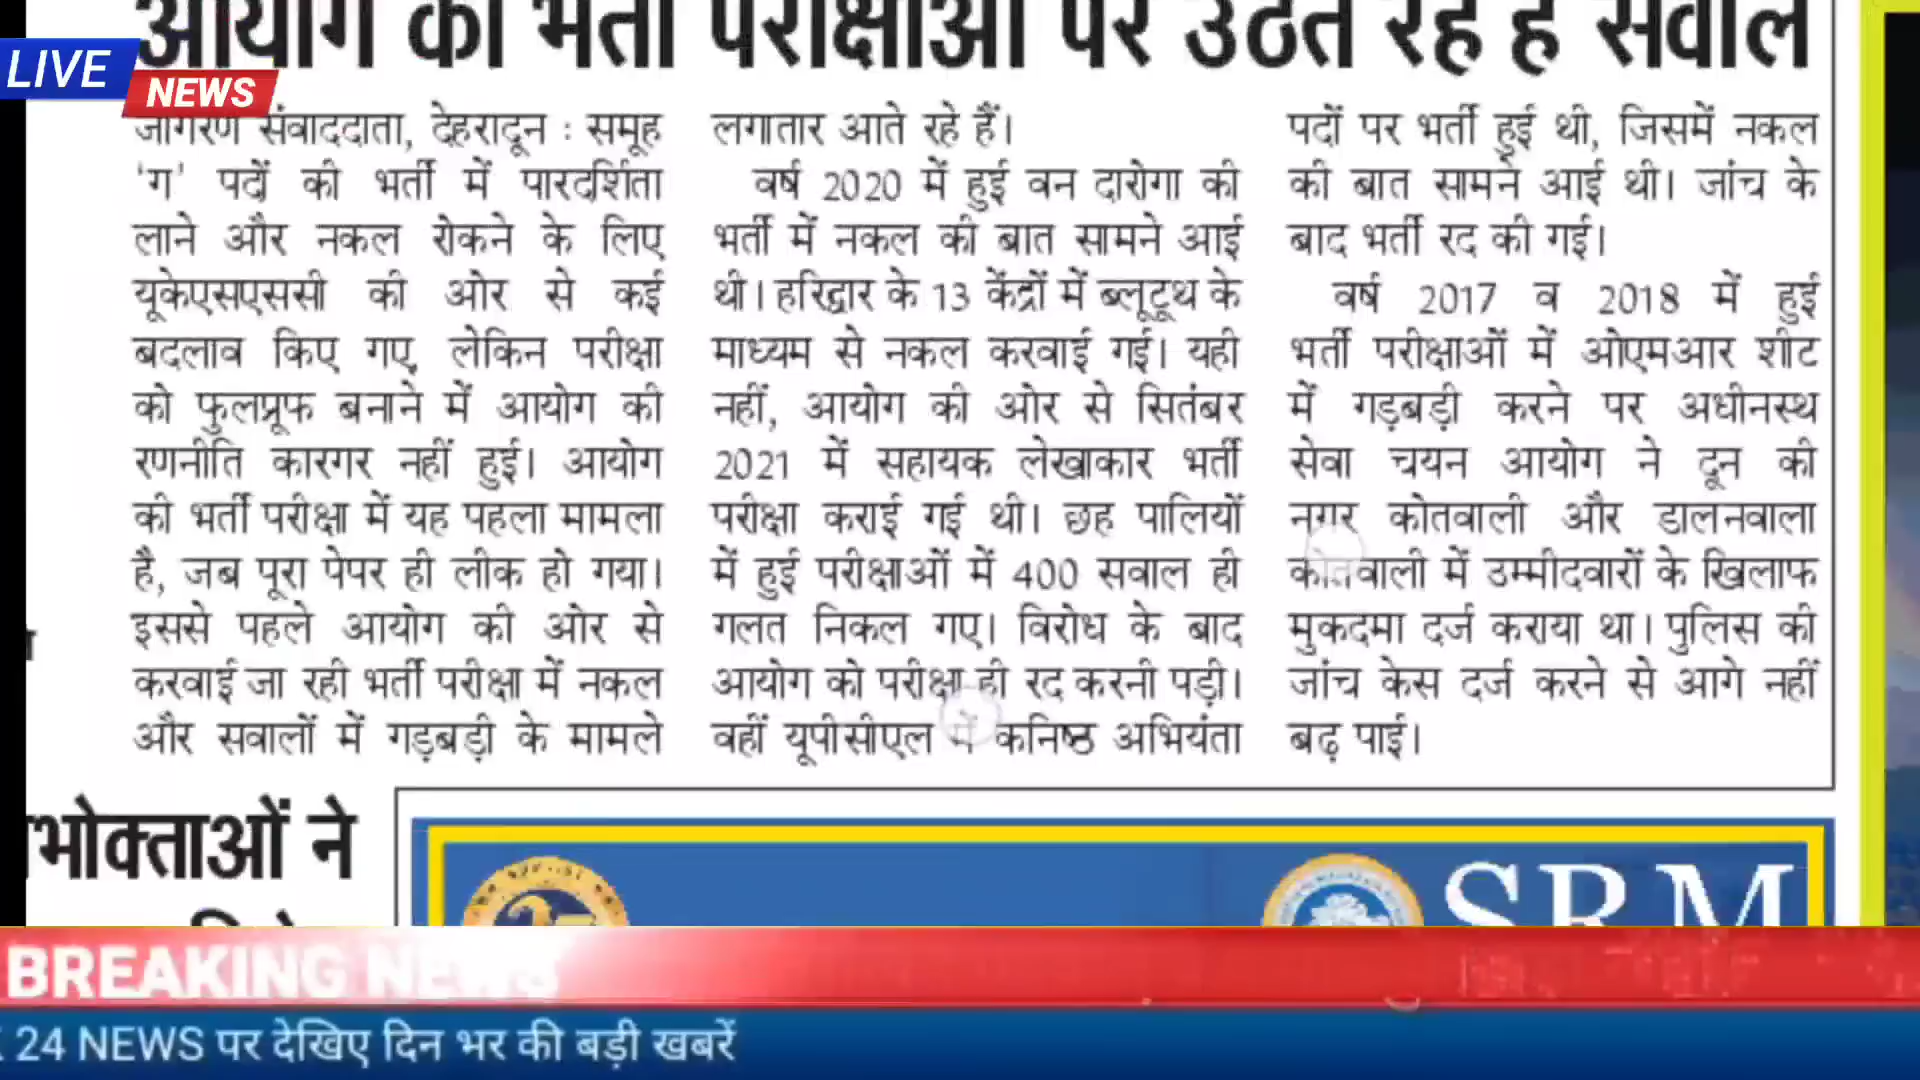 आयोग की भर्ती परीक्षाओं पर उठते रहे हैं सवाल
LIVE
NEWS
जागरण संवाददाता, देहरादून : समूह
'ग' पदों की भर्ती में पारदर्शिता
लाने और नकल रोकने के लिए
यूकेएसएससी की ओर से कई
बदलाव किए गए, लेकिन परीक्षा
को फुलप्रूफ बनाने में आयोग की
रणनीति कारगर नहीं हुई। आयोग
की भर्ती परीक्षा में यह पहला मामला
है, जब पूरा पेपर ही लीक हो गया।
इससे पहले आयोग की ओर से
करवाई जा रही भर्ती परीक्षा में नकल
और सवालों में गड़बड़ी के मामले
लगातार आते रहे हैं।
वर्ष 2020 में हुई वन दारोगा की
भर्ती में नकल की बात सामने आई
थी। हरिद्वार के 13 केंद्रों में ब्लूटूथ के
माध्यम से नकल करवाई गई। यही
नहीं, आयोग की ओर से सितंबर
2021 में सहायक लेखाकार भर्ती
परीक्षा कराई गई थी। छह पालियों
में हुई परीक्षाओं में 400 सवाल ही
गलत निकल गए। विरोध के बाद
आयोग को परीक्षा ही रद करनी पड़ी।
वहीं यूपीसीएल में कनिष्ठ अभियंता
पदों पर भर्ती हुई थी, जिसमें नकल
की बात सामने आई थी। जांच के
बाद भर्ती रद की गई।
वर्ष 2017 व 2018 में हुई
भर्ती परीक्षाओं में ओएमआर शीट
में गड़बड़ी करने पर अधीनस्थ
सेवा चयन आयोग ने दून की
नगर कोतवाली और डालनवाला
कोतवाली में उम्मीदवारों के खिलाफ
मुकदमा दर्ज कराया था। पुलिस की
जांच केस दर्ज करने से आगे नहीं
बढ़ पाई।
भोक्ताओं ने
SRM
BREAKING NEWS
24 NEWS पर देखिए दिन भर की बड़ी खबरें